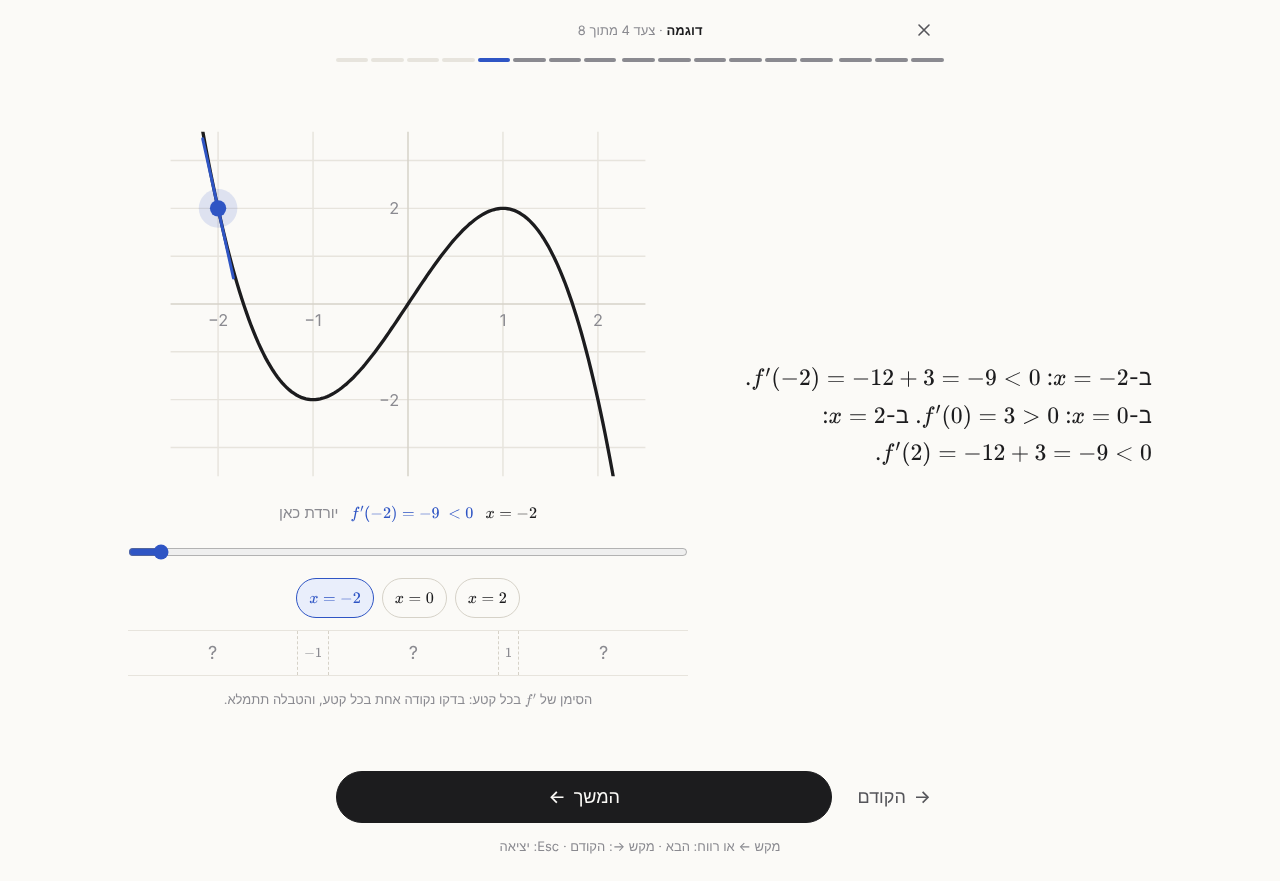 דוגמה · צעד 4 מתוך 8
2
−2 −1 1 2
−2
ב-x = −2: f′(−2) = −12 + 3 = −9 < 0.
ב-x = 0: f′(0) = 3 > 0. ב-x = 2:
f′(2) = −12 + 3 = −9 < 0.
x = −2 f′(−2) = −9 < 0 יורדת כאן
x = −2 x = 0 x = 2
? −1 ? 1 ?
הסימן של f′ בכל קטע: בדקו נקודה אחת בכל קטע, והטבלה תתמלא.
→ הקודם
המשך ←
מקש ← או רווח: הבא · מקש →: הקודם · Esc: יציאה